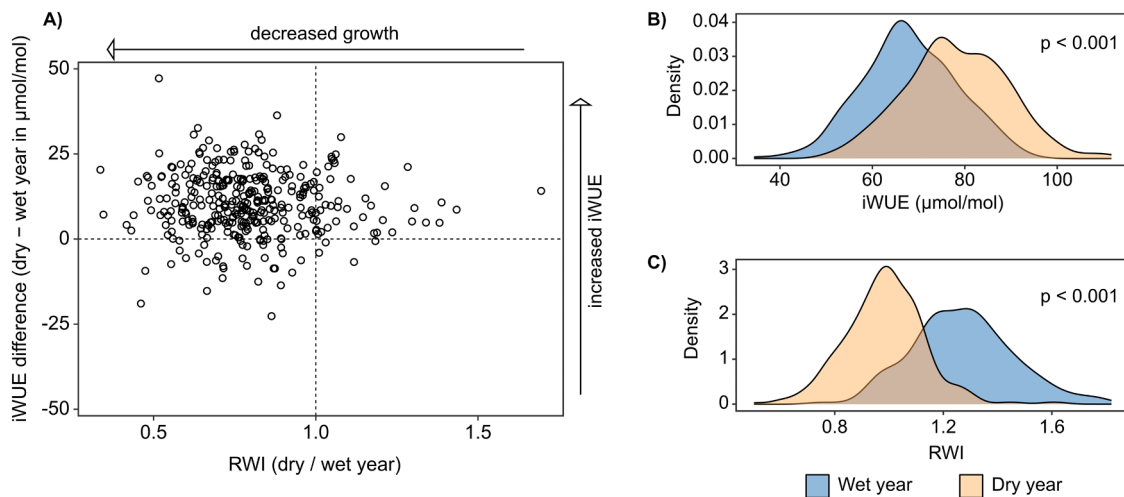 A)
decreased growth
iWUE difference (dry − wet year in μmol/mol)
50
25
0
-25
-50
0.5
1.0
1.5
RWI (dry / wet year)
increased iWUE
B)
p < 0.001
Density
0.04
0.03
0.02
0.01
0.00
40
60
80
100
iWUE (μmol/mol)
C)
p < 0.001
Density
3
2
1
0
0.8
1.2
1.6
RWI
Wet year
Dry year